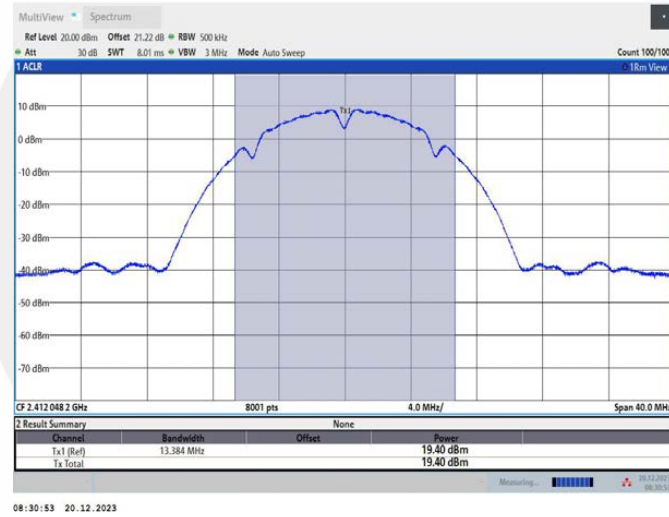 MultiView Spectrum
Ref Level 20.00 dBm Offset 21.22 dB RBW 500 kHz
Att 30 dB SWT 8.01 ms VBW 3 MHz Mode Auto Sweep Count 100/100
1 ACLR 1Rm View
Tx1
10 dBm
0 dBm
-10 dBm
-20 dBm
-30 dBm
-40 dBm
-50 dBm
-60 dBm
-70 dBm
CF 2.412 048 2 GHz 8001 pts 4.0 MHz/ Span 40.0 MHz
2 Result Summary None
Channel Bandwidth Offset Power
Tx1 (Ref) 13.384 MHz 19.40 dBm
Tx Total 19.40 dBm
Measuring...
08:30:53 20.12.2023